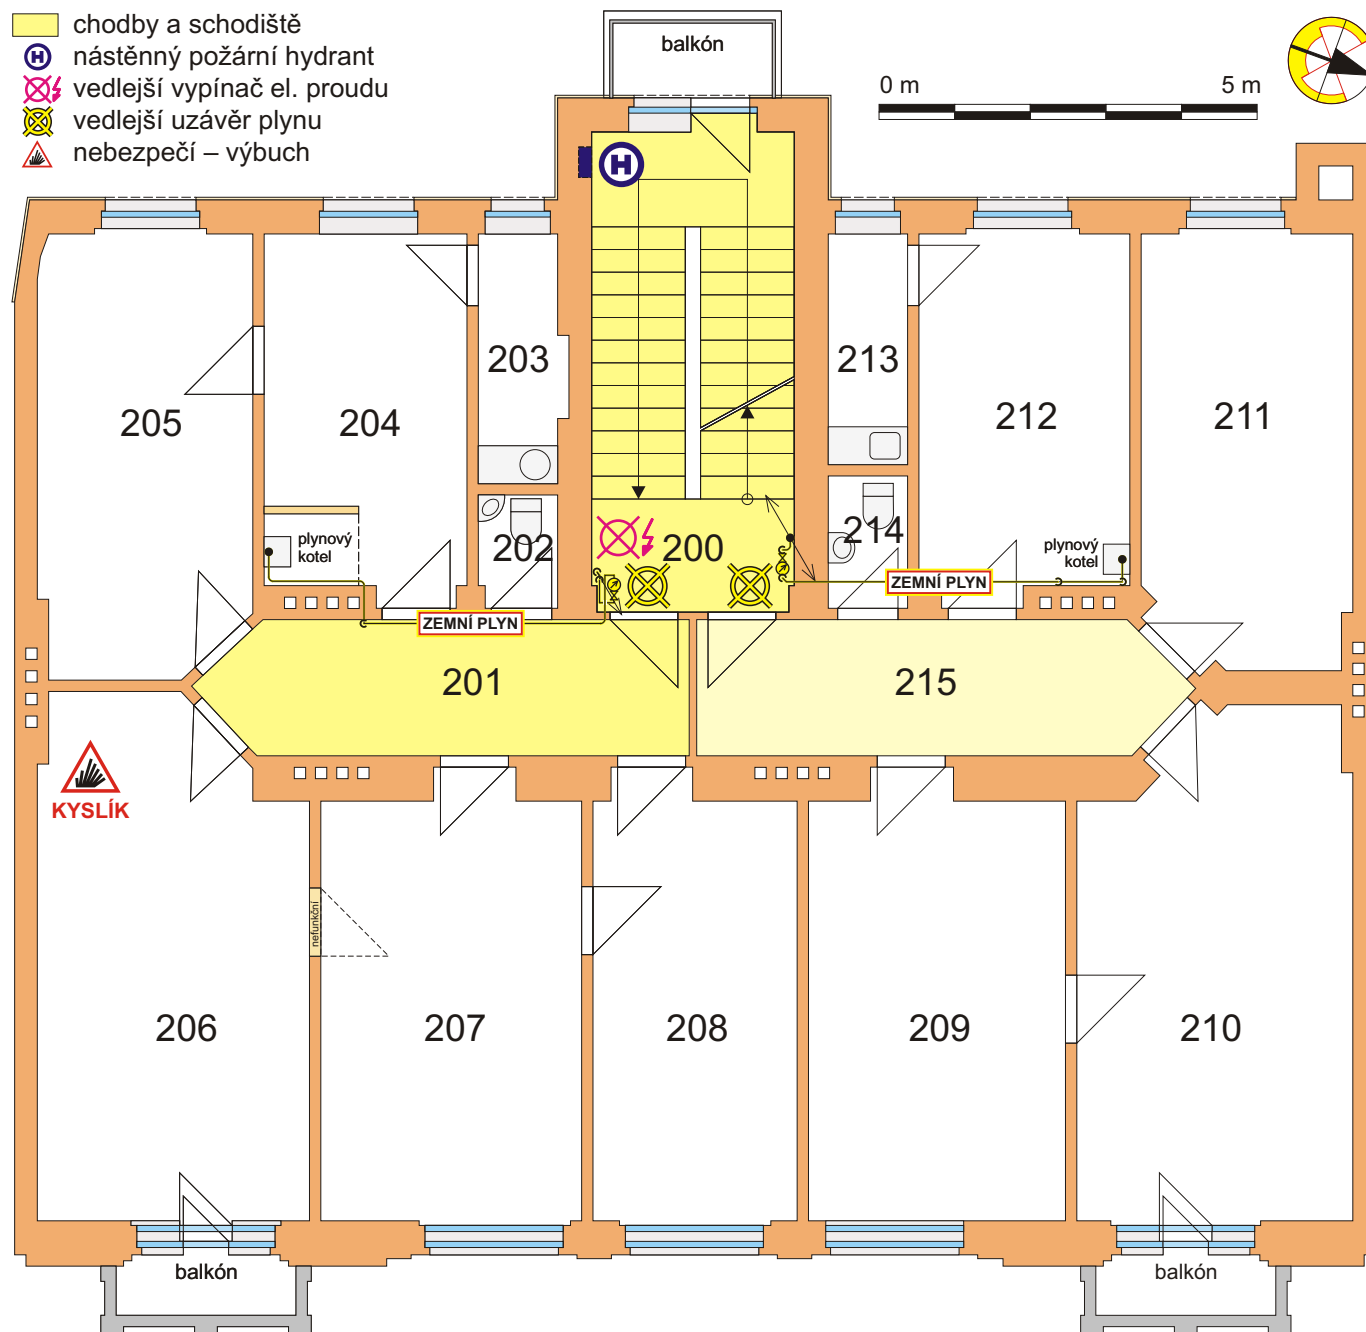 chodby a schodiště
H nástěnný požární hydrant
vedlejší vypínač el. proudu
vedlejší uzávěr plynu
nebezpečí – výbuch
balkón
0 m 5 m
H
203
213
205
204
212
211
plynový
kotel
202
200
214
plynový
kotel
ZEMNÍ PLYN
ZEMNÍ PLYN
201
215
KYSLÍK
nefunkční
206
207
208
209
210
balkón
balkón